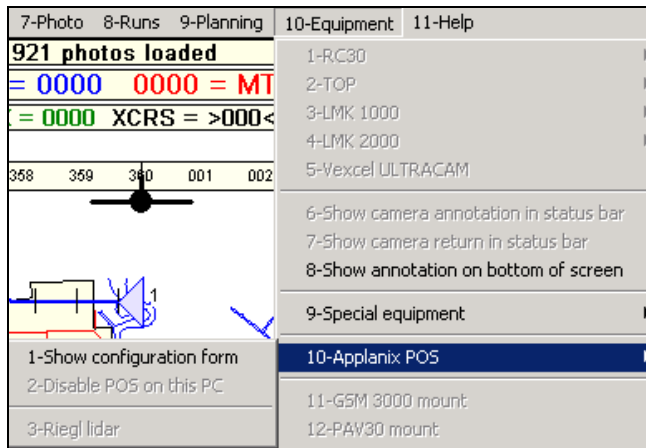 7-Photo 8-Runs 9-Planning 10-Equipment 11-Help
921 photos loaded
= 0000 0000 = MT
= 0000 XCRS = >000<
358 359 360 001 002
1
1-RC30
2-TOP
3-LMK 1000
4-LMK 2000
5-Vexcel ULTRACAM
6-Show camera annotation in status bar
7-Show camera return in status bar
8-Show annotation on bottom of screen
9-Special equipment
10-Applanix POS
11-GSM 3000 mount
12-PAV30 mount
1-Show configuration form
2-Disable POS on this PC
3-Riegl lidar